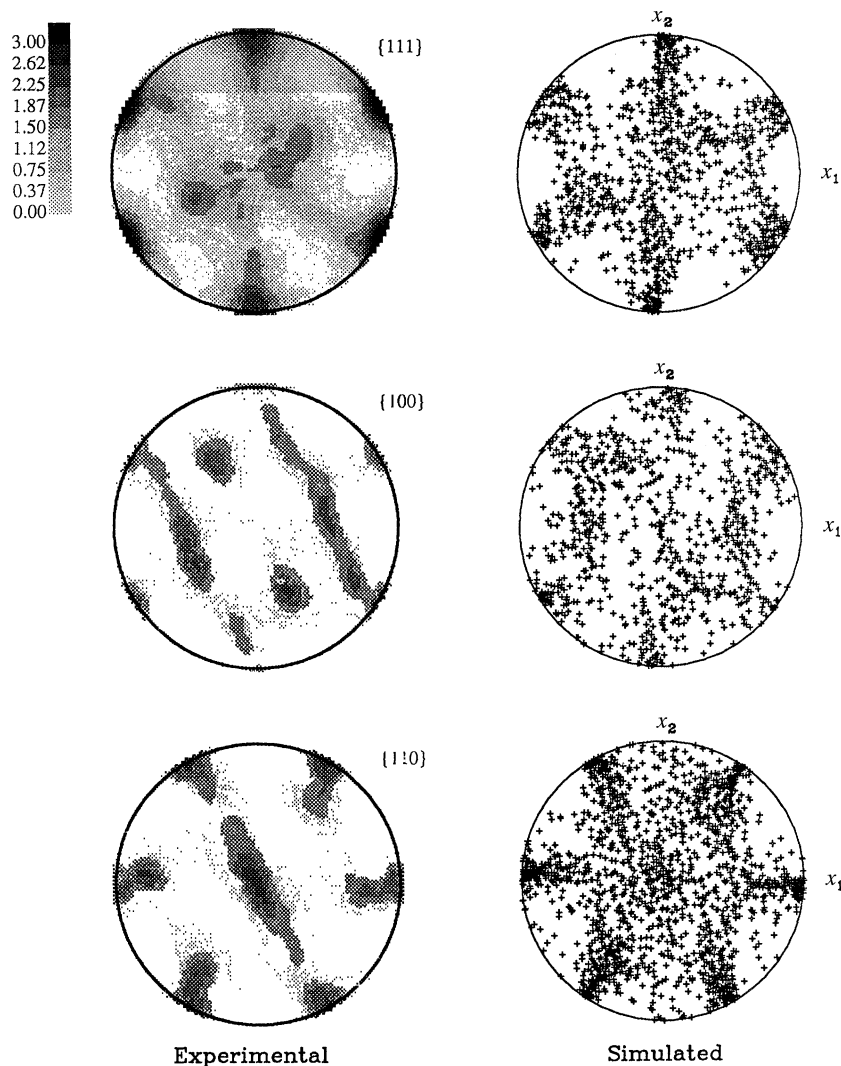 3.00
2.62
2.25
1.87
1.50
1.12
0.75
0.37
0.00
{111}
x₂
x₁
{100}
x₂
x₁
{110}
x₂
x₁
Experimental
Simulated